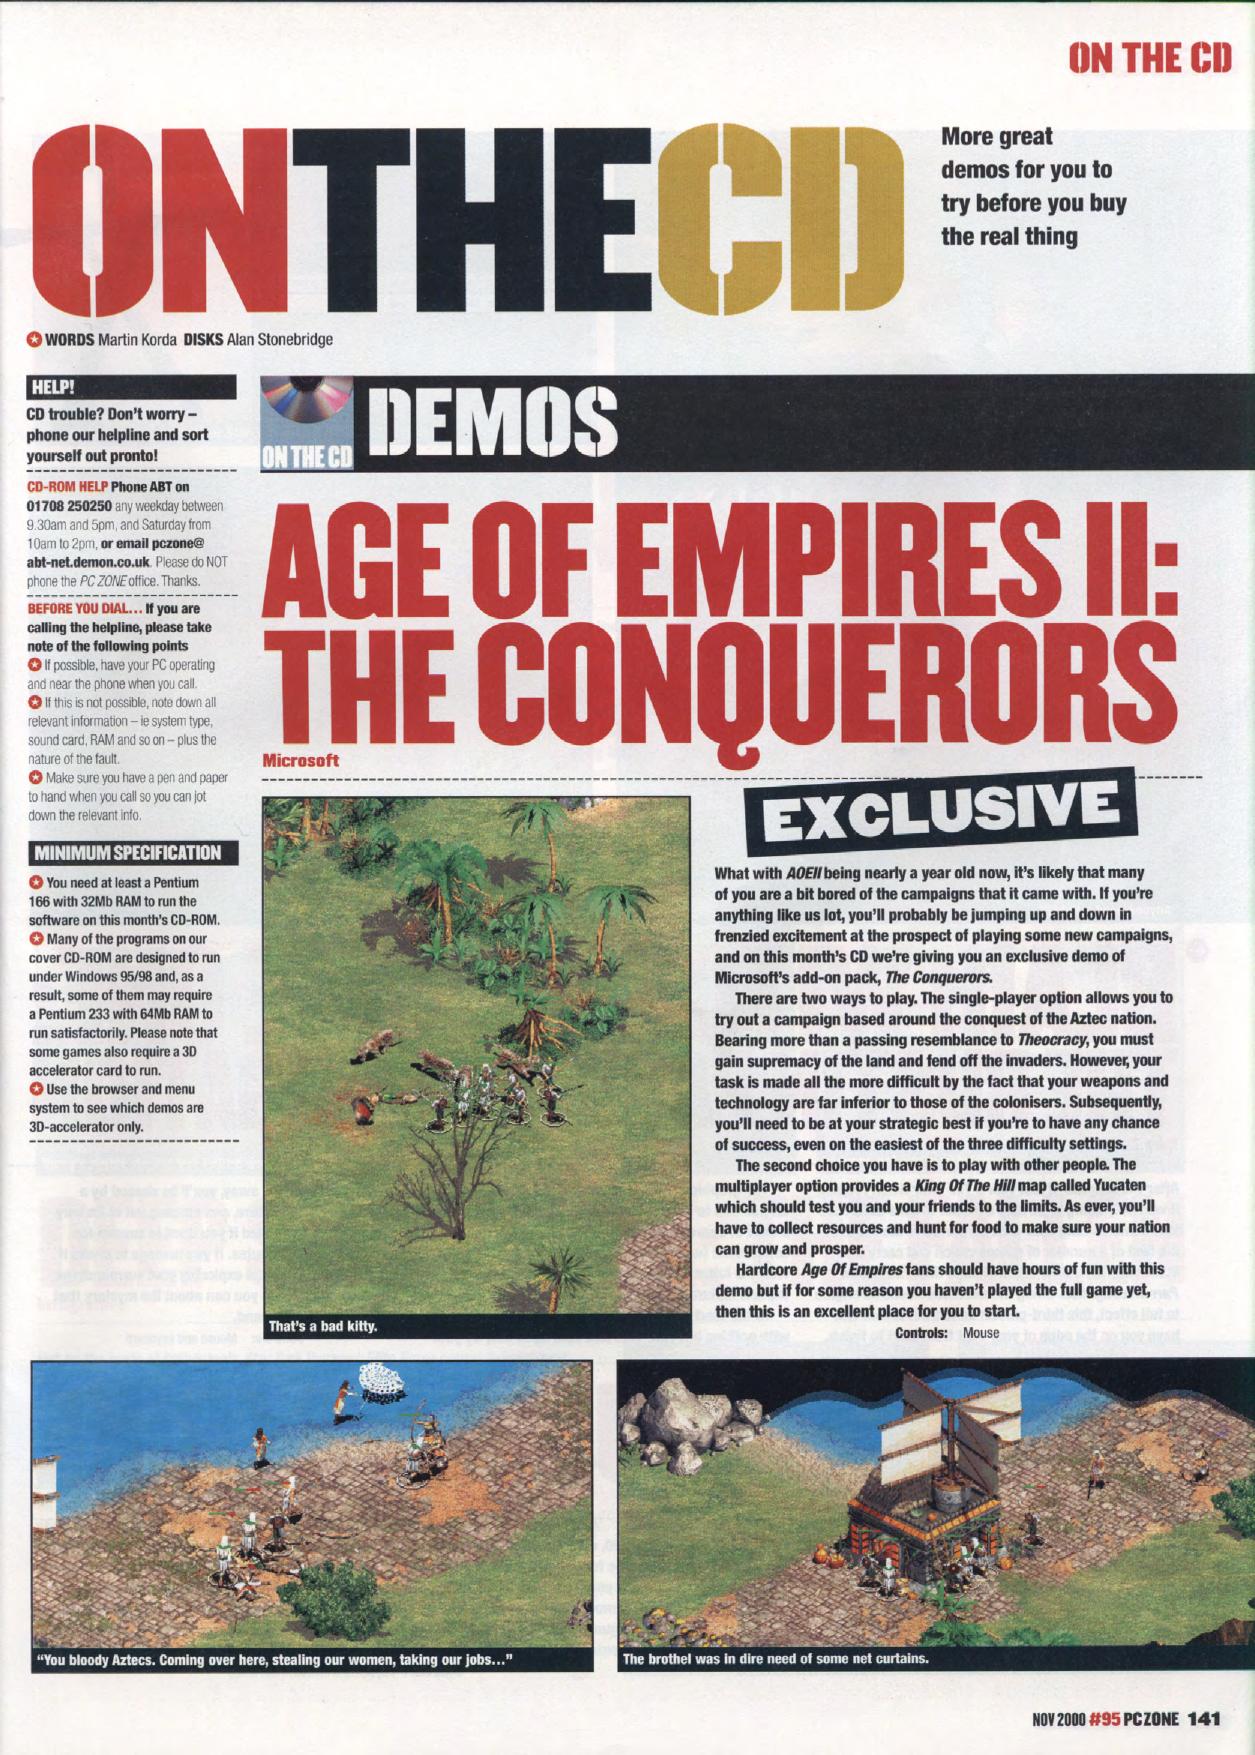 ON THE CD
ONTHECD
More great
demos for you to
try before you buy
the real thing
WORDS Martin Korda DISKS Alan Stonebridge
HELP!
CD trouble? Don't worry –
phone our helpline and sort
yourself out pronto!
CD-ROM HELP Phone ABT on
01708 250250 any weekday between
9.30am and 5pm, and Saturday from
10am to 2pm, or email pczone@
abt-net.demon.co.uk. Please do NOT
phone the PC ZONE office. Thanks.
BEFORE YOU DIAL... If you are
calling the helpline, please take
note of the following points
If possible, have your PC operating
and near the phone when you call.
If this is not possible, note down all
relevant information – ie system type,
sound card, RAM and so on – plus the
nature of the fault.
Make sure you have a pen and paper
to hand when you call so you can jot
down the relevant info.
MINIMUM SPECIFICATION
You need at least a Pentium
166 with 32Mb RAM to run the
software on this month's CD-ROM.
Many of the programs on our
cover CD-ROM are designed to run
under Windows 95/98 and, as a
result, some of them may require
a Pentium 233 with 64Mb RAM to
run satisfactorily. Please note that
some games also require a 3D
accelerator card to run.
Use the browser and menu
system to see which demos are
3D-accelerator only.
ON THE CD
DEMOS
AGE OF EMPIRES II:
THE CONQUERORS
Microsoft
EXCLUSIVE
What with AOEII being nearly a year old now, it's likely that many
of you are a bit bored of the campaigns that it came with. If you're
anything like us lot, you'll probably be jumping up and down in
frenzied excitement at the prospect of playing some new campaigns,
and on this month's CD we're giving you an exclusive demo of
Microsoft's add-on pack, The Conquerors.
There are two ways to play. The single-player option allows you to
try out a campaign based around the conquest of the Aztec nation.
Bearing more than a passing resemblance to Theocracy, you must
gain supremacy of the land and fend off the invaders. However, your
task is made all the more difficult by the fact that your weapons and
technology are far inferior to those of the colonisers. Subsequently,
you'll need to be at your strategic best if you're to have any chance
of success, even on the easiest of the three difficulty settings.
The second choice you have is to play with other people. The
multiplayer option provides a King Of The Hill map called Yucaten
which should test you and your friends to the limits. As ever, you'll
have to collect resources and hunt for food to make sure your nation
can grow and prosper.
Hardcore Age Of Empires fans should have hours of fun with this
demo but if for some reason you haven't played the full game yet,
then this is an excellent place for you to start.
Controls: Mouse
That's a bad kitty.
"You bloody Aztecs. Coming over here, stealing our women, taking our jobs..."
The brothel was in dire need of some net curtains.
NOV 2000 #95 PCZONE 141